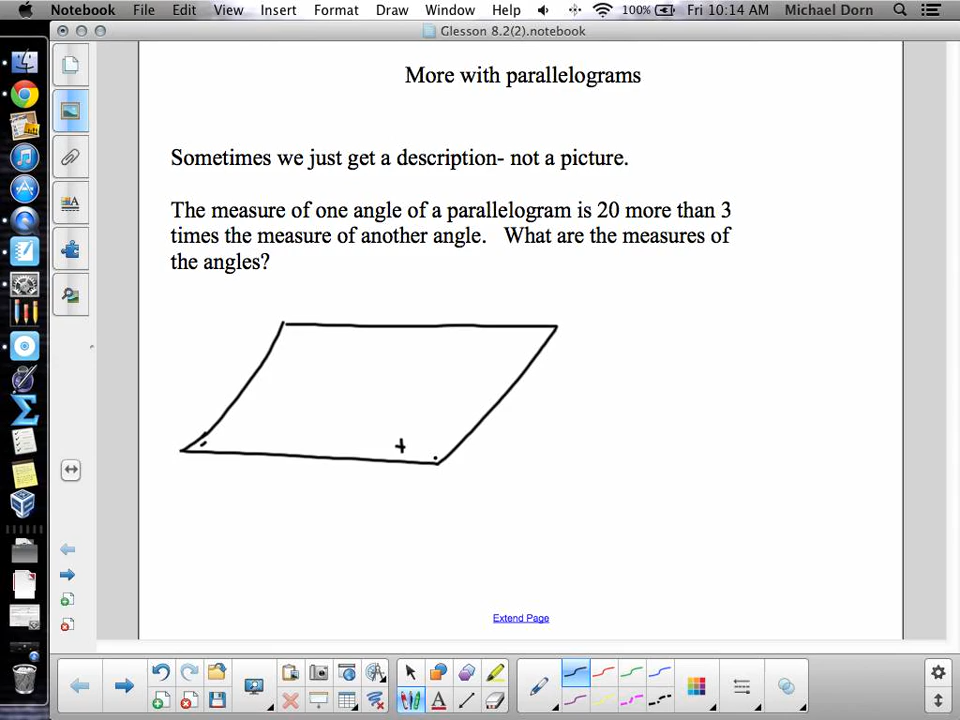 Notebook File Edit View Insert Format Draw Window Help 100% Fri 10:14 AM Michael Dorn
Glesson 8.2(2).notebook
More with parallelograms
Sometimes we just get a description- not a picture.
The measure of one angle of a parallelogram is 20 more than 3
times the measure of another angle. What are the measures of
the angles?
+
Extend Page